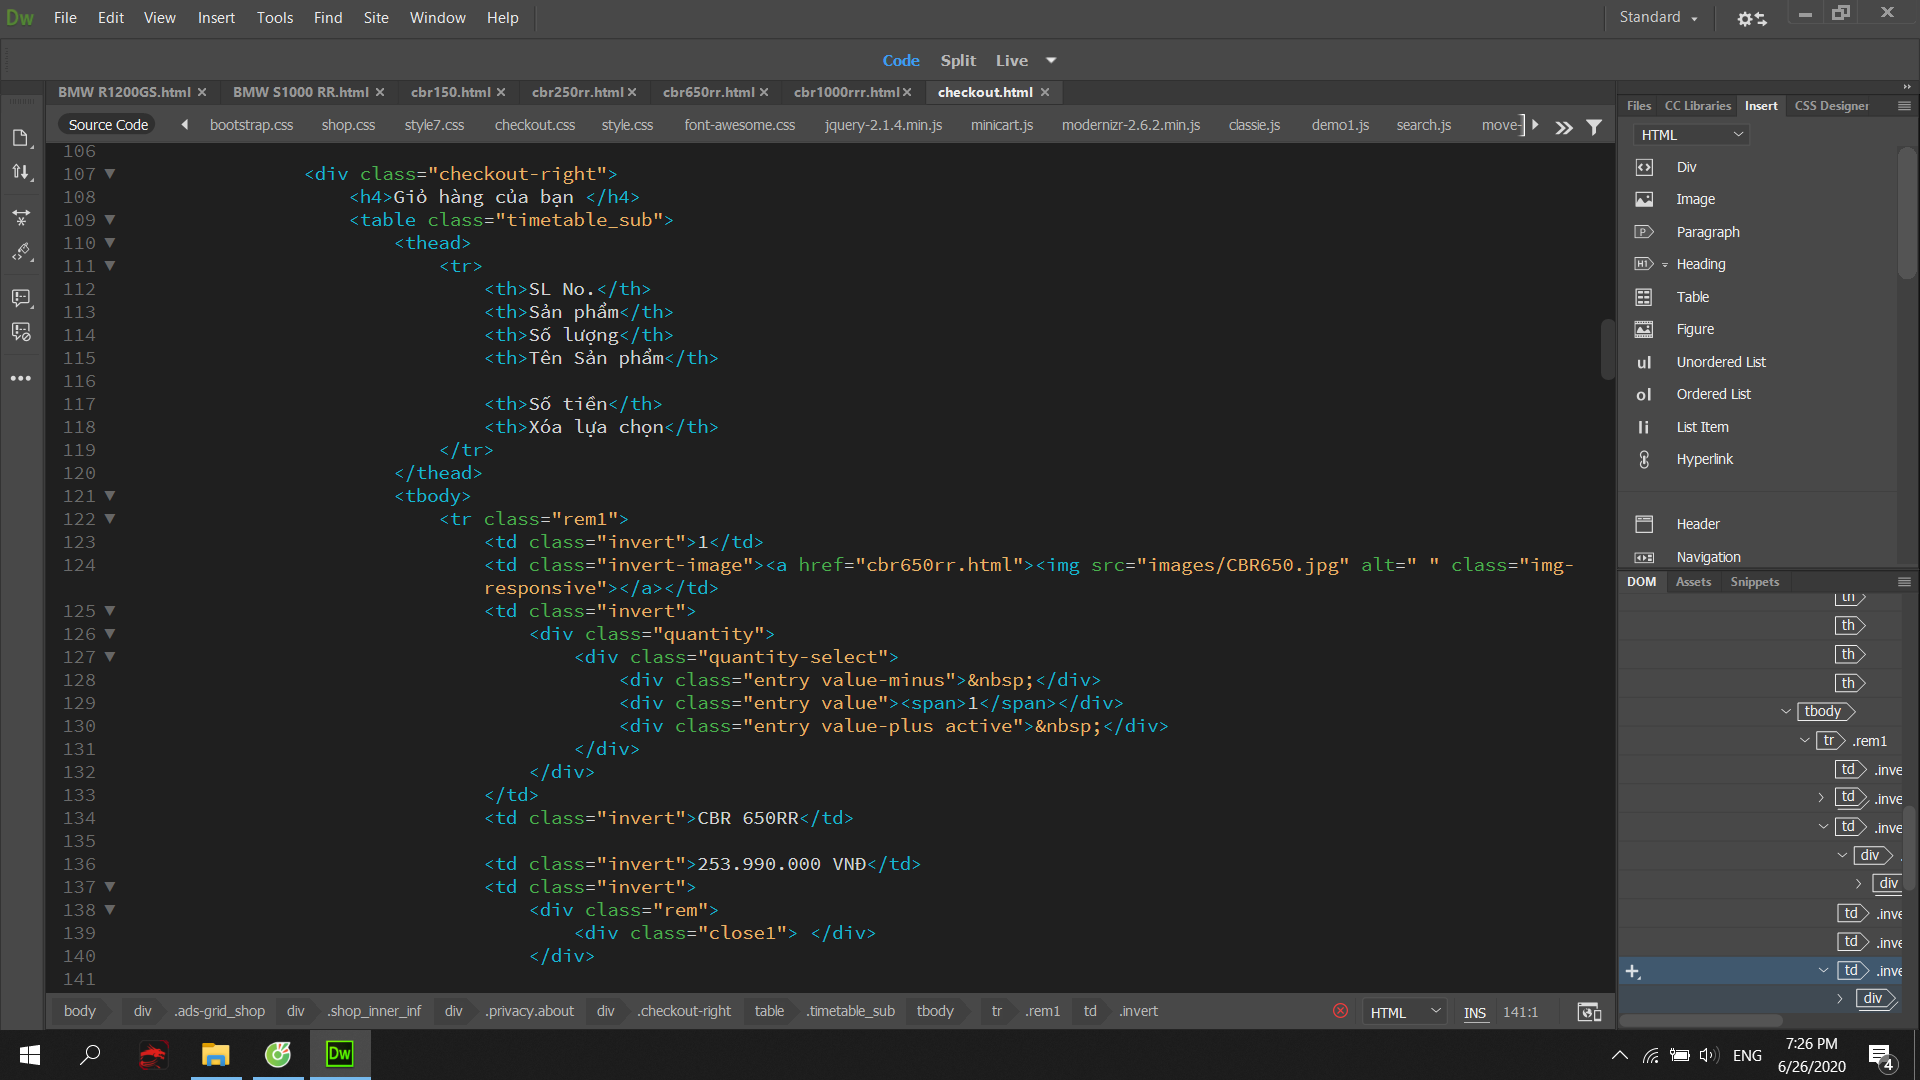 Dw File Edit View Insert Tools Find Site Window Help Standard
Code Split Live
BMW R1200GS.html BMW S1000 RR.html cbr150.html cbr250rr.html cbr650rr.html cbr1000rrr.html checkout.html
Source Code bootstrap.css shop.css style7.css checkout.css style.css font-awesome.css jquery-2.1.4.min.js minicart.js modernizr-2.6.2.min.js classie.js demo1.js search.js move-
106
107 <div class="checkout-right">
108 <h4>Giỏ hàng của bạn </h4>
109 <table class="timetable_sub">
110 <thead>
111 <tr>
112 <th>SL No.</th>
113 <th>Sản phẩm</th>
114 <th>Số lượng</th>
115 <th>Tên Sản phẩm</th>
116
117 <th>Số tiền</th>
118 <th>Xóa lựa chọn</th>
119 </tr>
120 </thead>
121 <tbody>
122 <tr class="rem1">
123 <td class="invert">1</td>
124 <td class="invert-image"><a href="cbr650rr.html"><img src="images/CBR650.jpg" alt=" " class="img-
responsive"></a></td>
125 <td class="invert">
126 <div class="quantity">
127 <div class="quantity-select">
128 <div class="entry value-minus">&nbsp;</div>
129 <div class="entry value"><span>1</span></div>
130 <div class="entry value-plus active">&nbsp;</div>
131 </div>
132 </div>
133 </td>
134 <td class="invert">CBR 650RR</td>
135
136 <td class="invert">253.990.000 VNĐ</td>
137 <td class="invert">
138 <div class="rem">
139 <div class="close1"> </div>
140 </div>
141
body div .ads-grid_shop div .shop_inner_inf div .privacy.about div .checkout-right table .timetable_sub tbody tr .rem1 td .invert HTML INS 141:1
Files CC Libraries Insert CSS Designer
HTML
Div
Image
Paragraph
H1 Heading
Table
Figure
ul Unordered List
ol Ordered List
li List Item
Hyperlink
Header
Navigation
DOM Assets Snippets
th
th
th
th
tbody
tr .rem1
td .inve
td .inve
td .inve
div .
div
td .inve
td .inve
td .inve
div
Dw
ENG
7:26 PM
6/26/2020
4